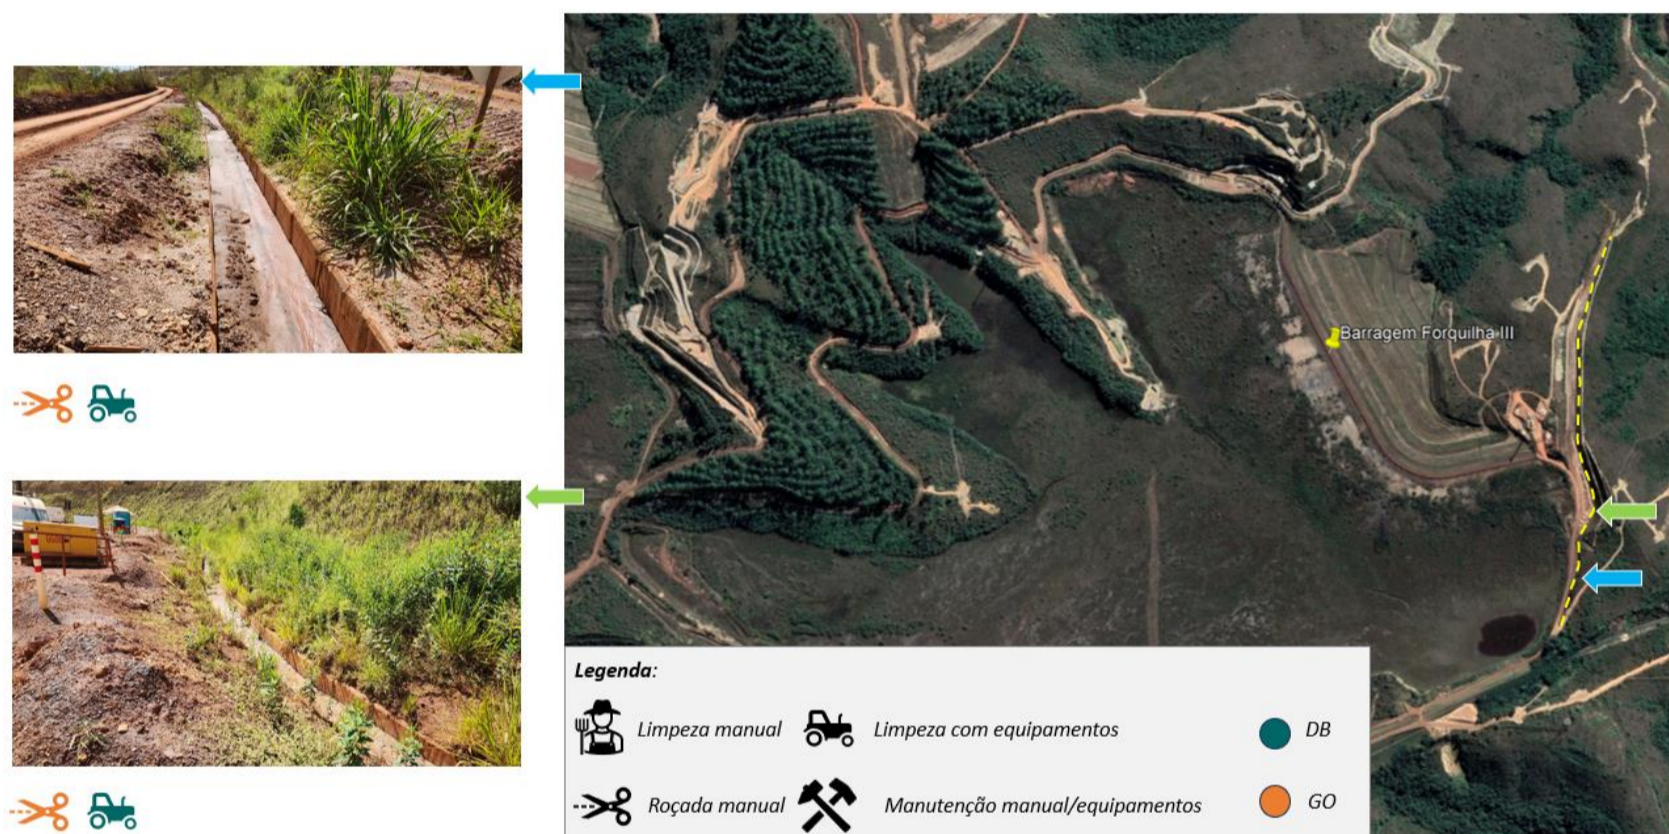 Barragem Forquilha III
Legenda:
Limpeza manual
Limpeza com equipamentos
DB
Roçada manual
Manutenção manual/equipamentos
GO